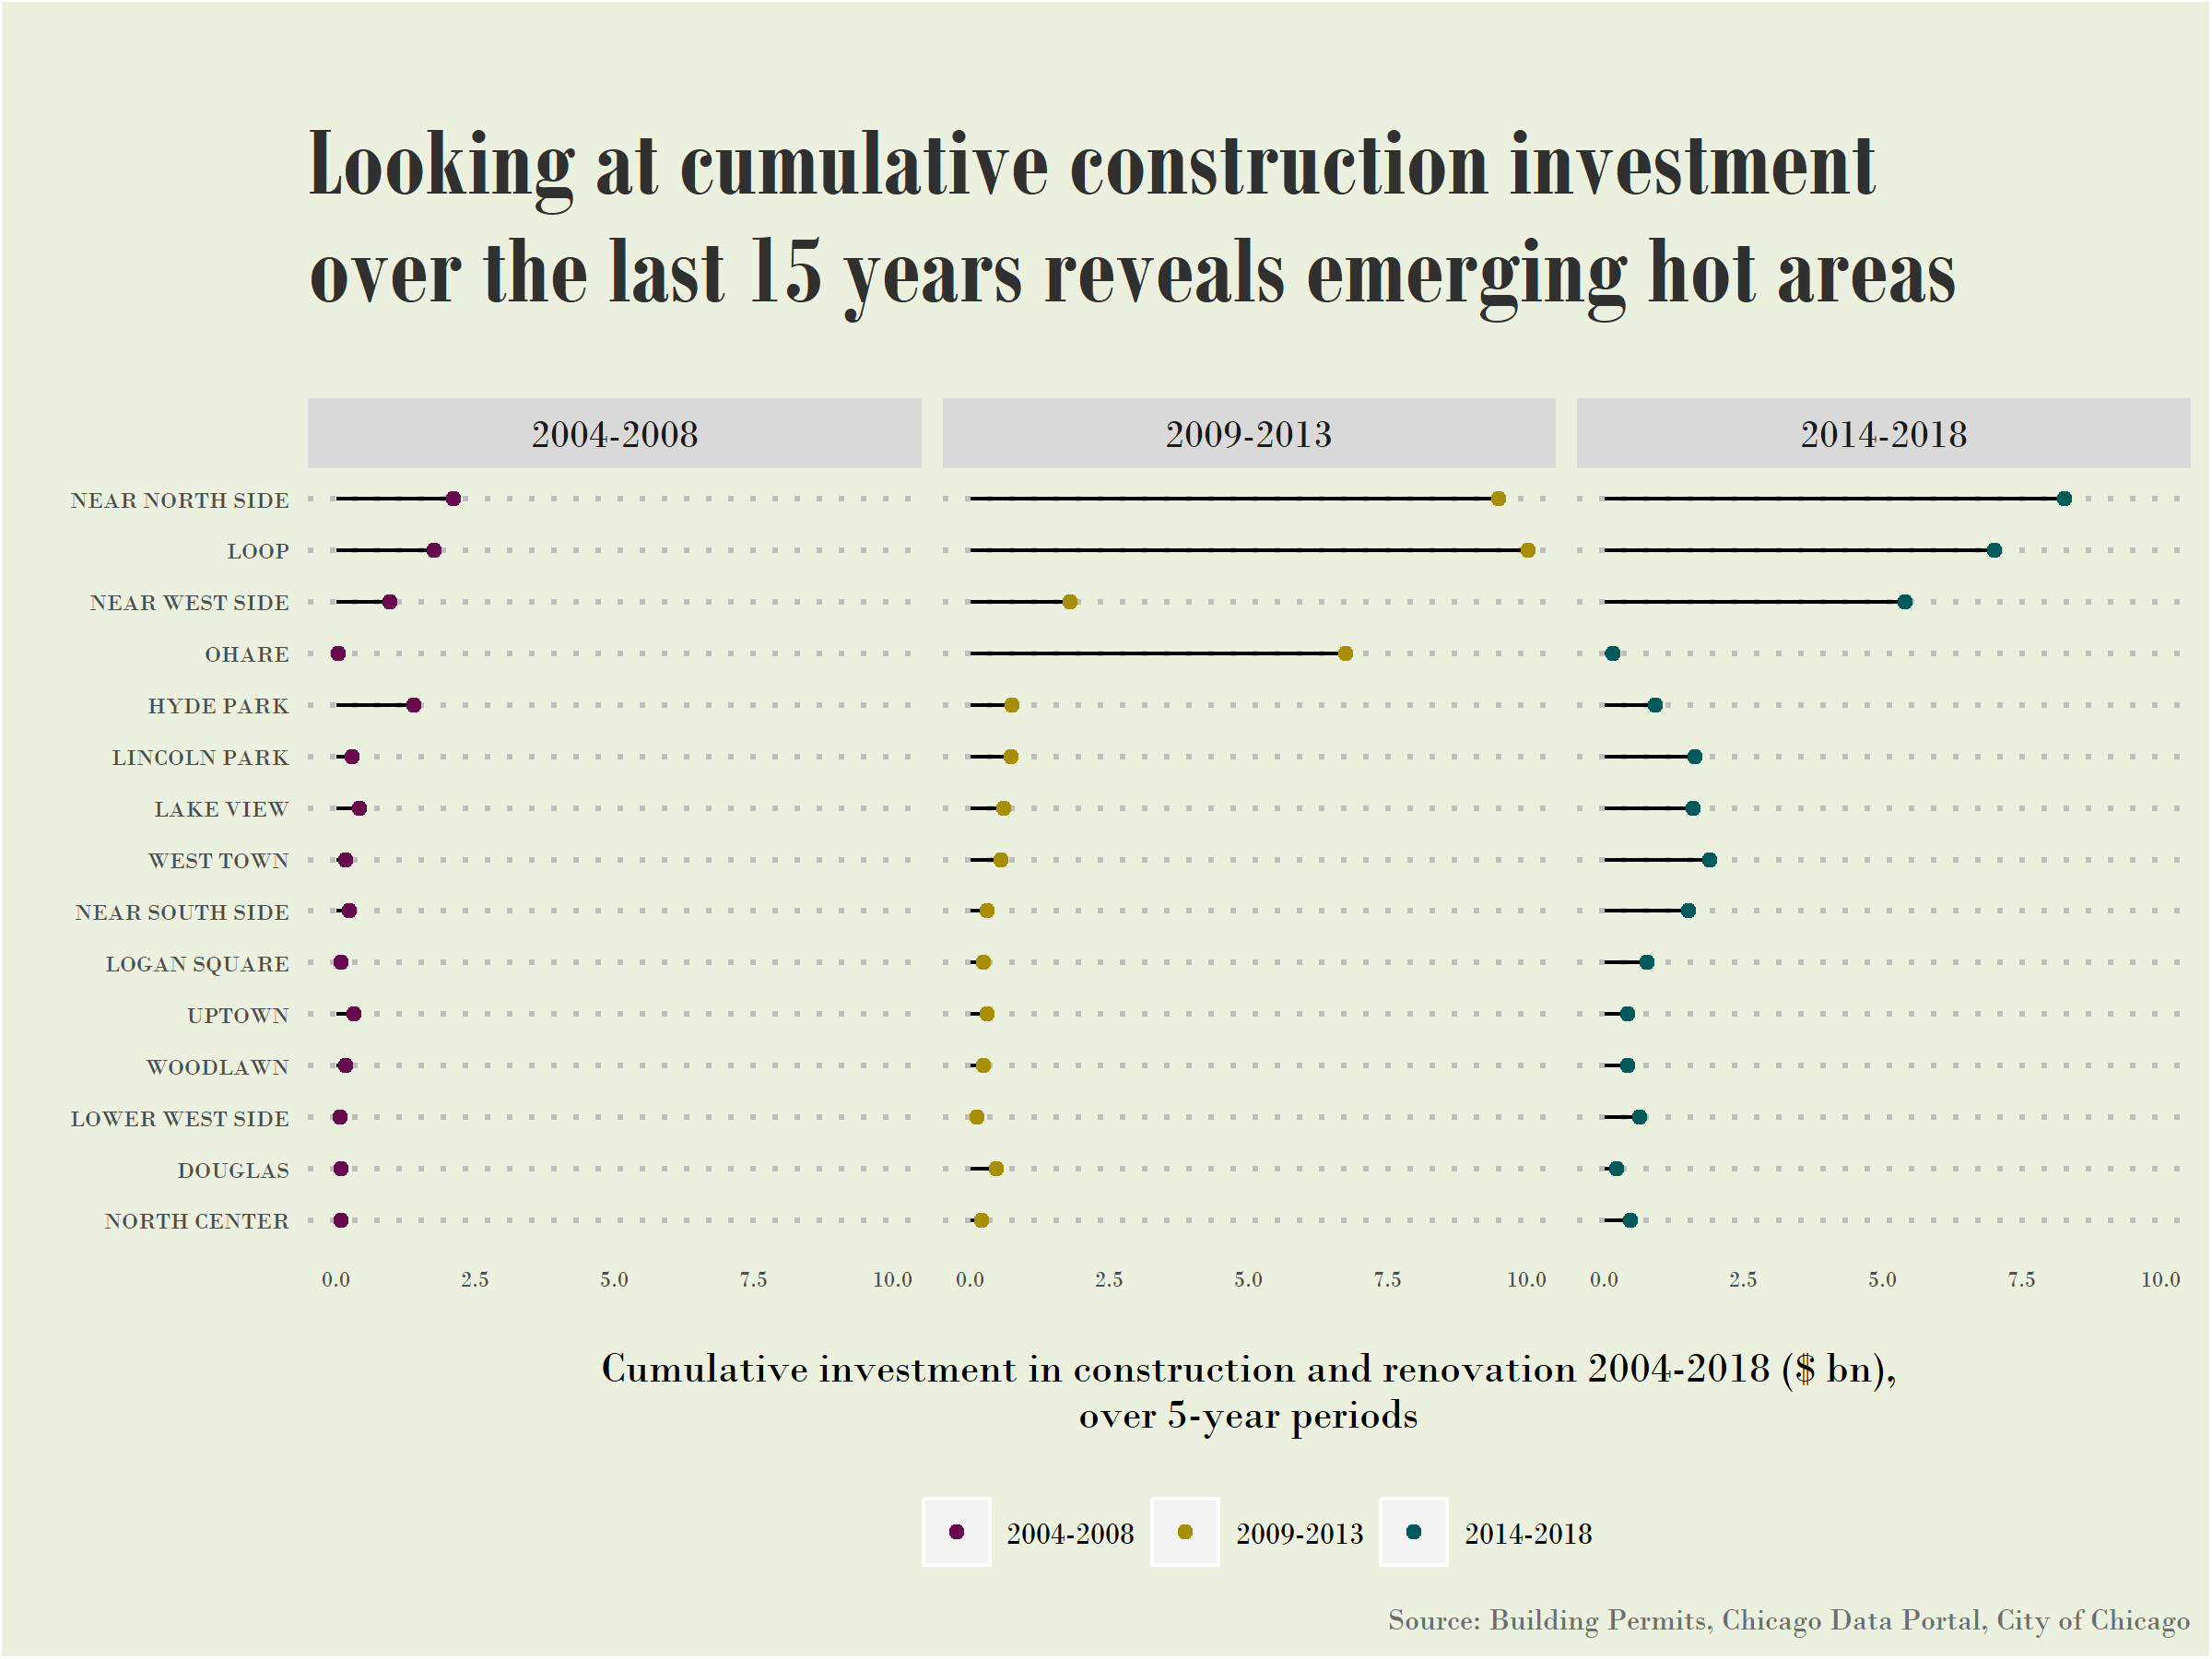 Looking at cumulative construction investment
over the last 15 years reveals emerging hot areas
2004-2008 2009-2013 2014-2018
NEAR NORTH SIDE
LOOP
NEAR WEST SIDE
OHARE
HYDE PARK
LINCOLN PARK
LAKE VIEW
WEST TOWN
NEAR SOUTH SIDE
LOGAN SQUARE
UPTOWN
WOODLAWN
LOWER WEST SIDE
DOUGLAS
NORTH CENTER
0.0 2.5 5.0 7.5 10.0 0.0 2.5 5.0 7.5 10.0 0.0 2.5 5.0 7.5 10.0
Cumulative investment in construction and renovation 2004-2018 ($ bn),
over 5-year periods
2004-2008 2009-2013 2014-2018
Source: Building Permits, Chicago Data Portal, City of Chicago